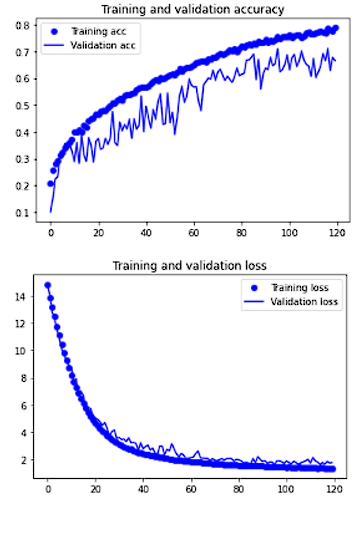 Training and validation accuracy
0.8
0.7
0.6
0.5
0.4
0.3
0.2
0.1
Training acc
Validation acc
0 20 40 60 80 100 120
Training and validation loss
14
12
10
8
6
4
2
Training loss
Validation loss
0 20 40 60 80 100 120